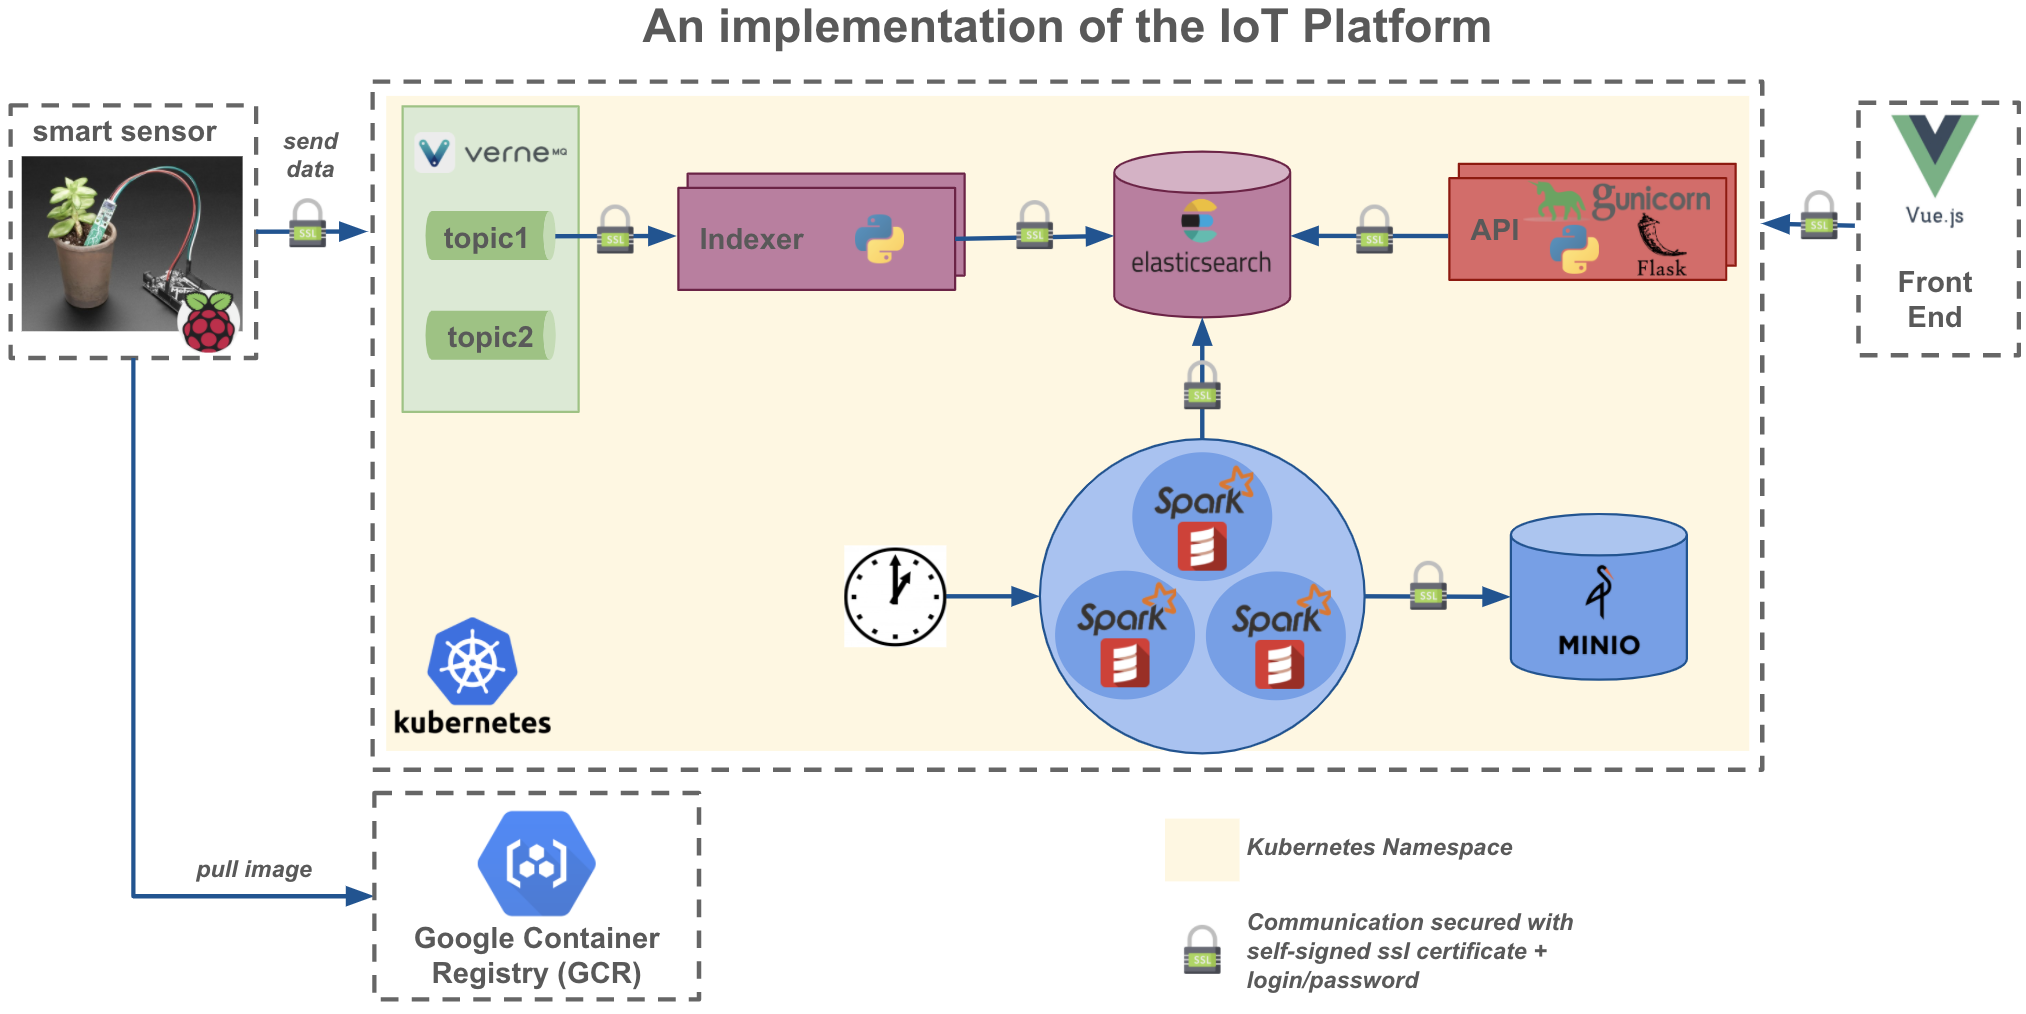 An implementation of the IoT Platform
smart sensor
send
data
verne MQ
topic1
topic2
SSL
SSL
Indexer
SSL
elasticsearch
SSL
API
gunicorn
Flask
SSL
Vue.js
Front
End
SSL
Spark
Spark
Spark
SSL
MINIO
kubernetes
pull image
Google Container
Registry (GCR)
Kubernetes Namespace
SSL
Communication secured with
self-signed ssl certificate +
login/password